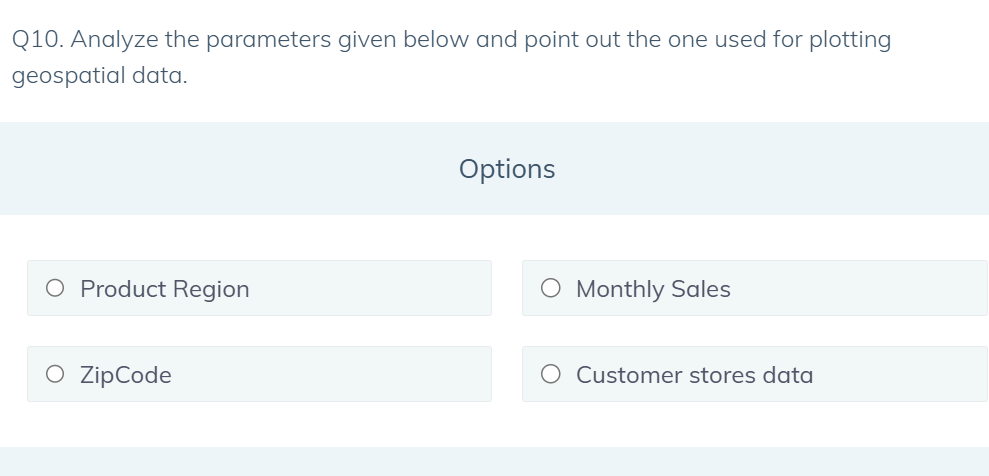 Q10. Analyze the parameters given below and point out the one used for plotting
geospatial data.
Options
Product Region
Monthly Sales
ZipCode
Customer stores data